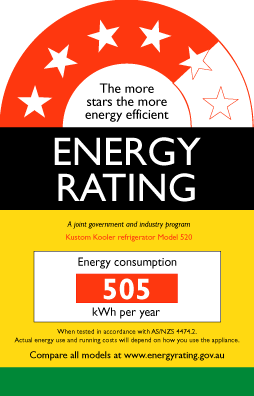 The more
stars the more
energy efficient
ENERGY
RATING
A joint government and industry program
Kustom Kooler refrigerator Model 520
Energy consumption
505
kWh per year
When tested in accordance with AS/NZS 4474.2.
Actual energy use and running costs will depend on how you use the appliance.
Compare all models at www.energyrating.gov.au